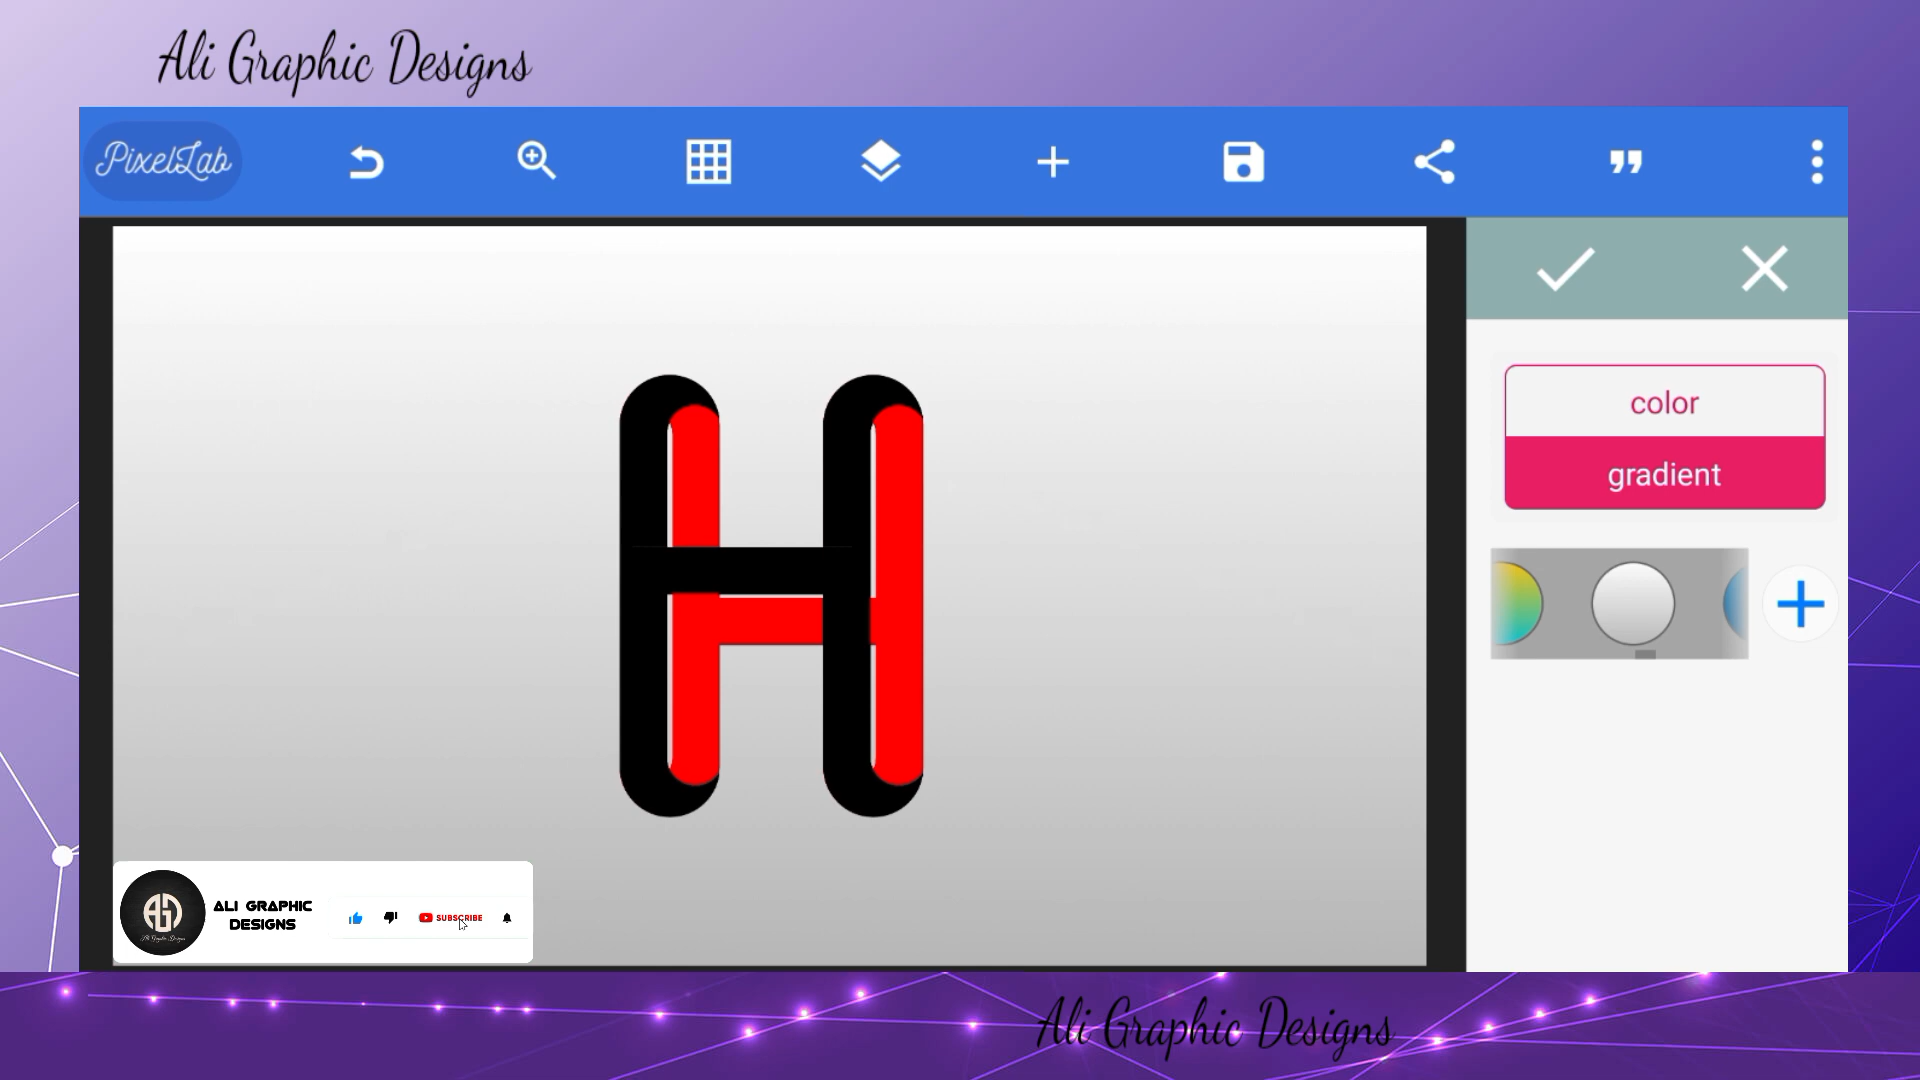 Ali Graphic Designs
PixelLab
color
gradient
H
ALI GRAPHIC
DESIGNS
SUBSCRIBE
Ali Graphic Designs